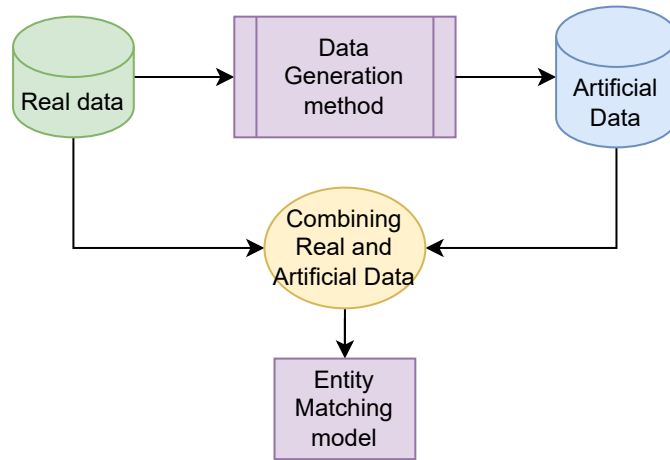 Real data
Data
Generation
method
Artificial
Data
Combining
Real and
Artificial Data
Entity
Matching
model